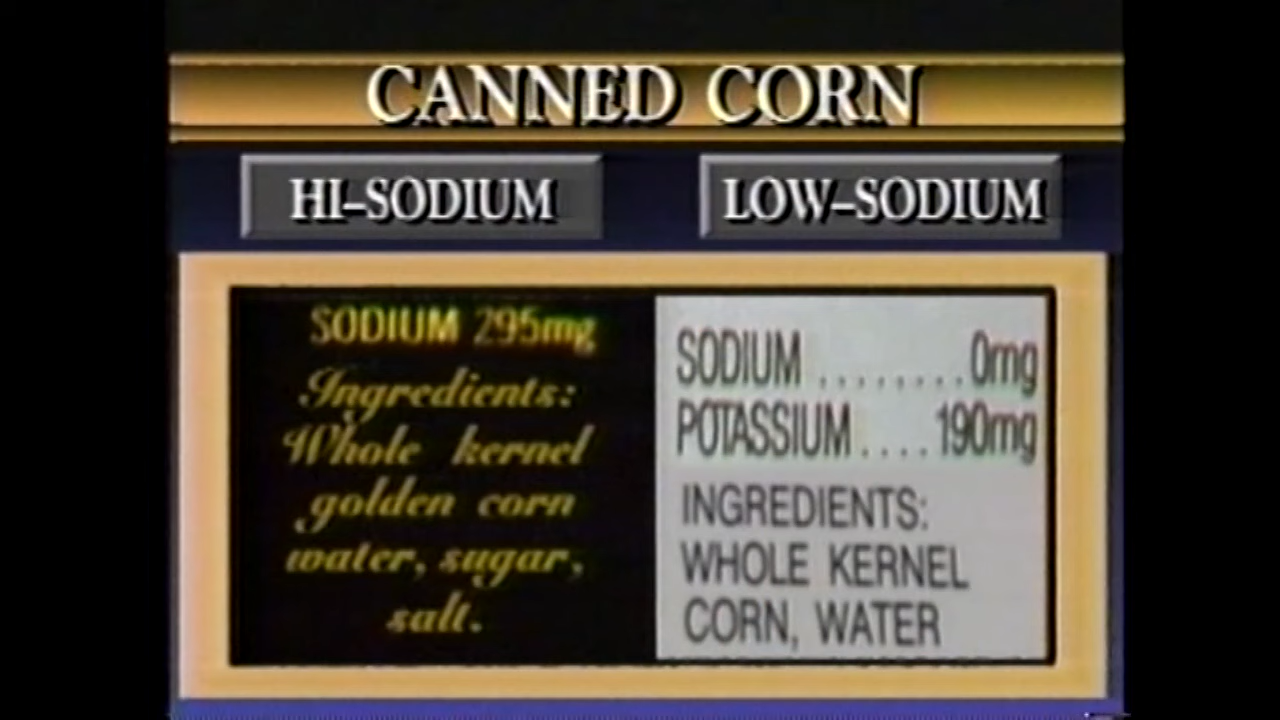 CANNED CORN
HI–SODIUM
LOW–SODIUM
SODIUM 295mg
Ingredients:
Whole kernel
golden corn
water, sugar,
salt.
SODIUM ........0mg
POTASSIUM ....190mg
INGREDIENTS:
WHOLE KERNEL
CORN, WATER